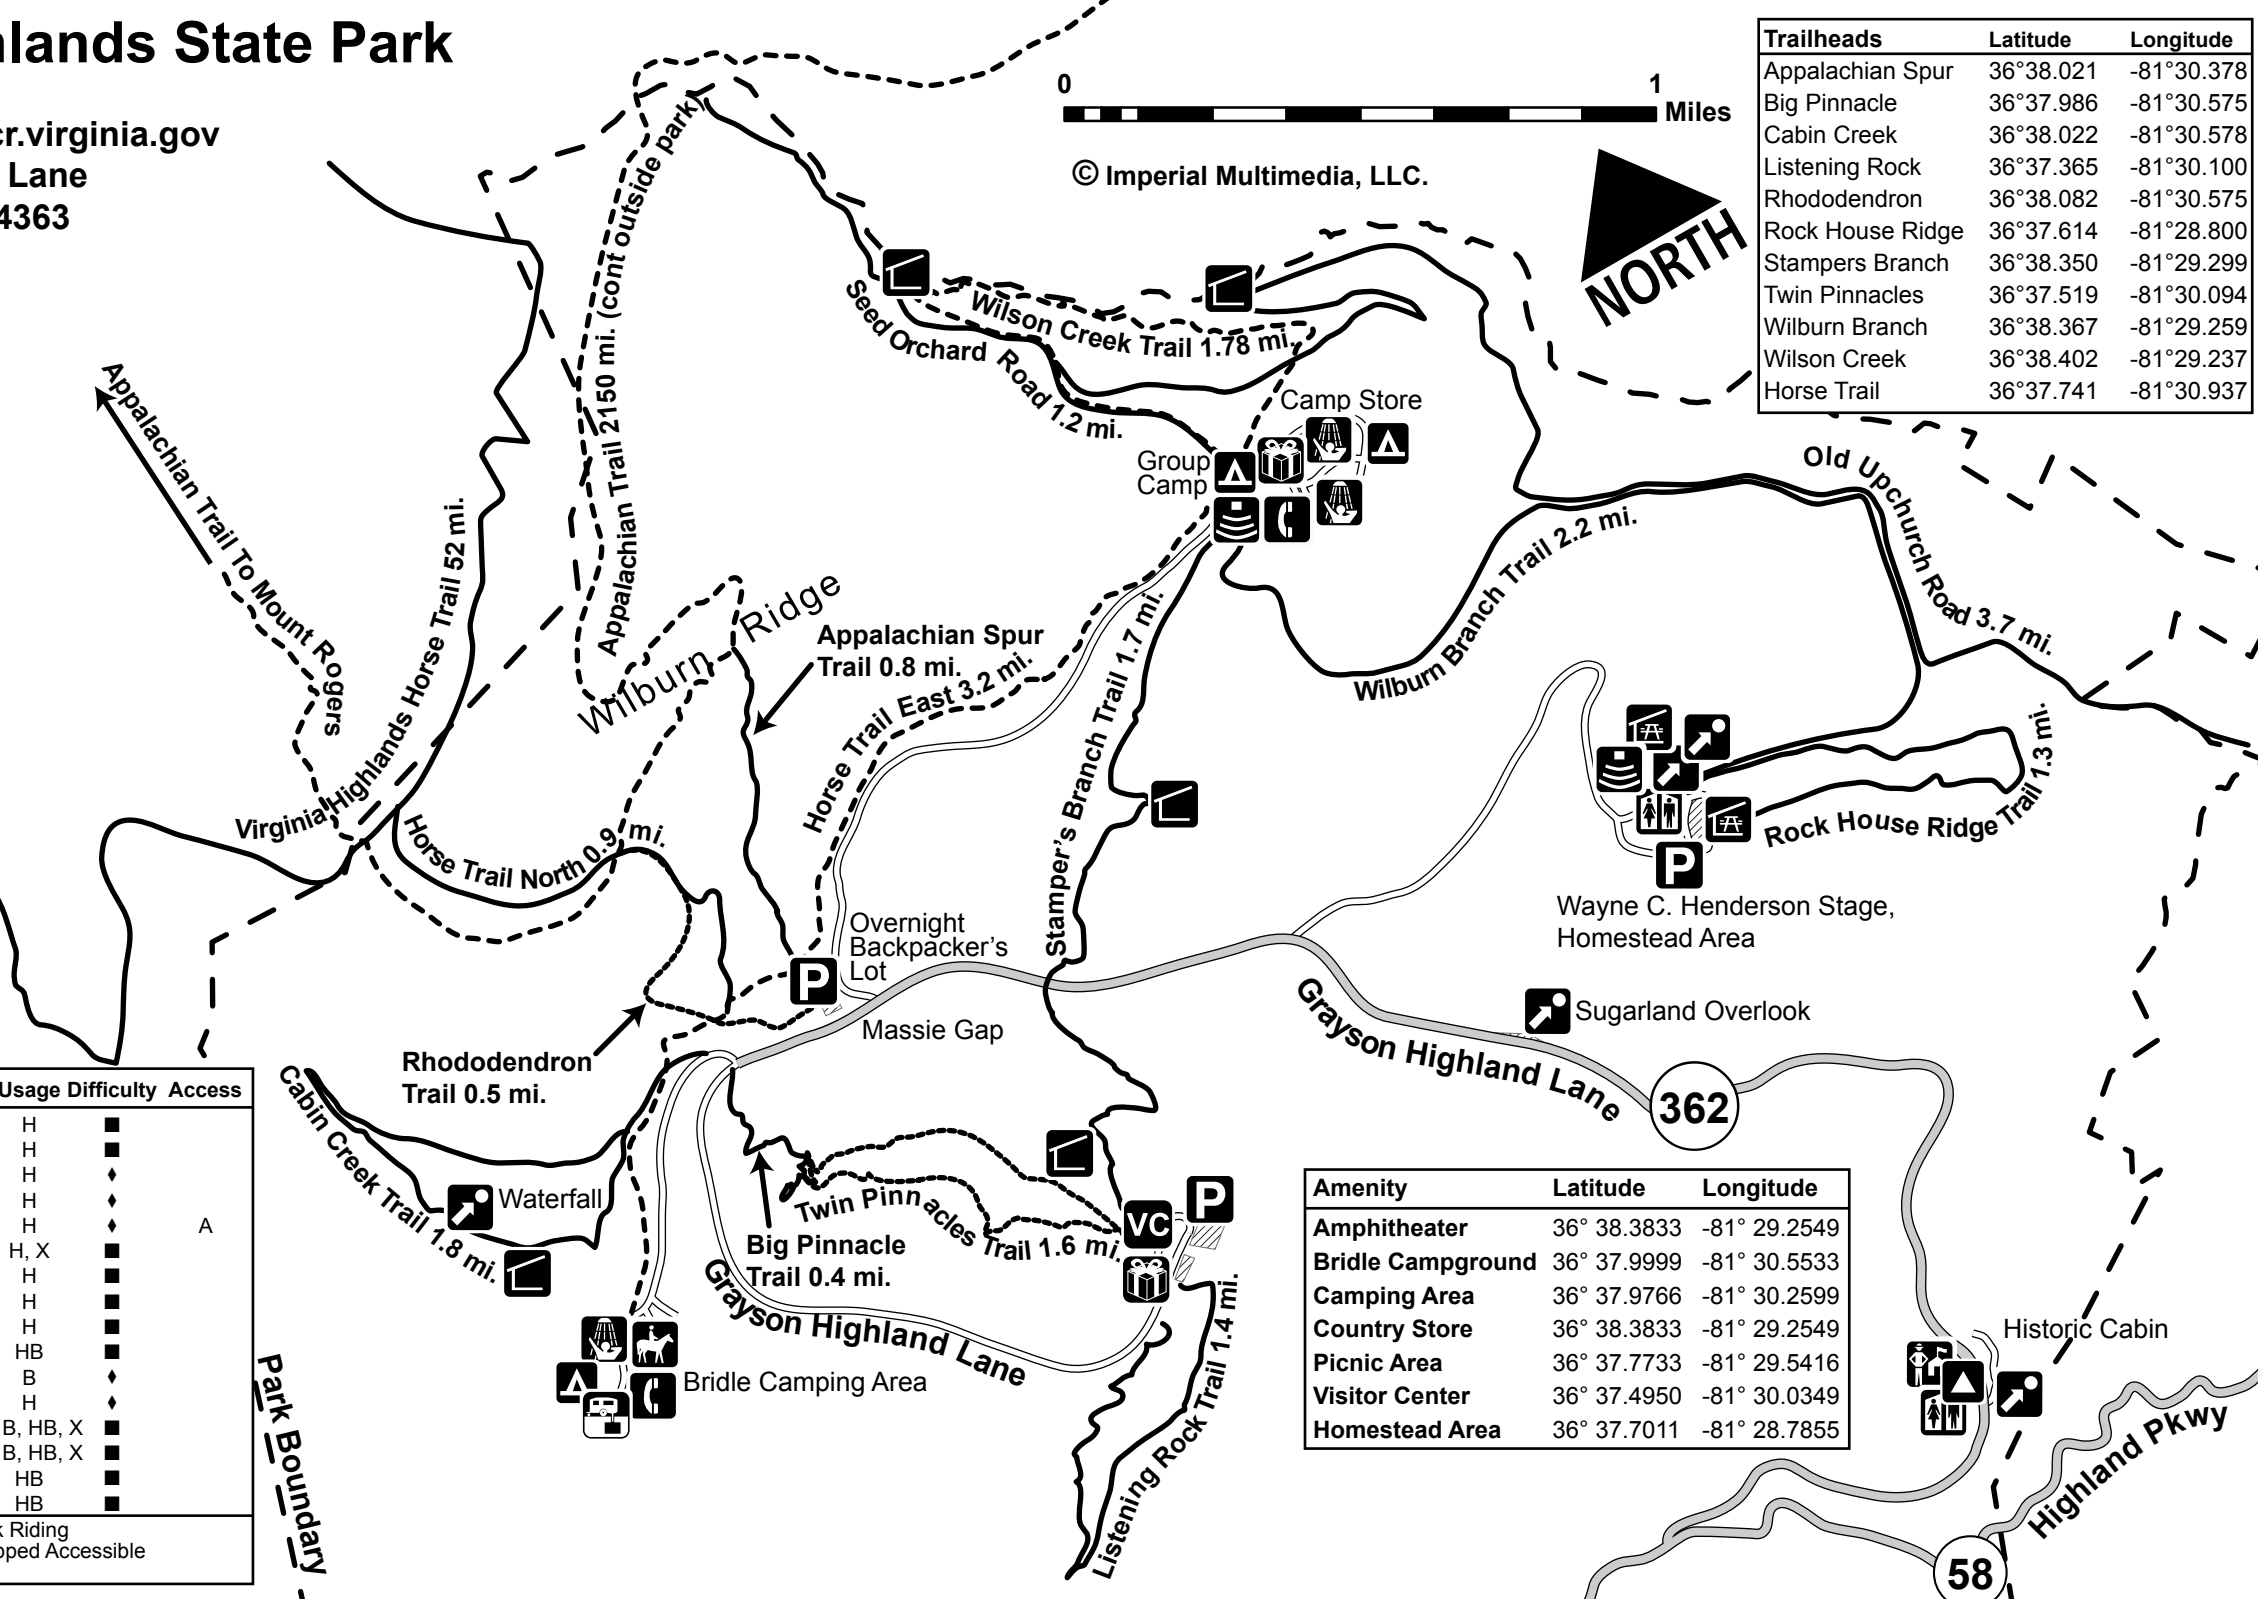 hlands State Park
cr.virginia.gov
Lane
4363
0 1
Miles
© Imperial Multimedia, LLC.
NORTH
Trailheads Latitude Longitude
Appalachian Spur 36°38.021 -81°30.378
Big Pinnacle 36°37.986 -81°30.575
Cabin Creek 36°38.022 -81°30.578
Listening Rock 36°37.365 -81°30.100
Rhododendron 36°38.082 -81°30.575
Rock House Ridge 36°37.614 -81°28.800
Stampers Branch 36°38.350 -81°29.299
Twin Pinnacles 36°37.519 -81°30.094
Wilburn Branch 36°38.367 -81°29.259
Wilson Creek 36°38.402 -81°29.237
Horse Trail 36°37.741 -81°30.937
Appalachian Trail 2150 mi. (cont outside park)
Seed Orchard Road 1.2 mi.
Wilson Creek Trail 1.78 mi.
Camp Store
Group
Camp
Appalachian Trail To Mount Rogers
Virginia Highlands Horse Trail 52 mi.
Wilburn Ridge
Appalachian Spur
Trail 0.8 mi.
Horse Trail East 3.2 mi.
Stamper's Branch Trail 1.7 mi.
Wilburn Branch Trail 2.2 mi.
Old Upchurch Road 3.7 mi.
Rock House Ridge Trail 1.3 mi.
P
Wayne C. Henderson Stage,
Homestead Area
Horse Trail North 0.9 mi.
Overnight
Backpacker's
Lot
P
Massie Gap
Sugarland Overlook
Grayson Highland Lane
362
Rhododendron
Trail 0.5 mi.
Cabin Creek Trail 1.8 mi.
Waterfall
Twin Pinnacles Trail 1.6 mi.
Big Pinnacle
Trail 0.4 mi.
VC
P
Grayson Highland Lane
Bridle Camping Area
Listening Rock Trail 1.4 mi.
Amenity Latitude Longitude
Amphitheater 36° 38.3833 -81° 29.2549
Bridle Campground 36° 37.9999 -81° 30.5533
Camping Area 36° 37.9766 -81° 30.2599
Country Store 36° 38.3833 -81° 29.2549
Picnic Area 36° 37.7733 -81° 29.5416
Visitor Center 36° 37.4950 -81° 30.0349
Homestead Area 36° 37.7011 -81° 28.7855
Historic Cabin
Highland Pkwy
58
Park Boundary
Usage Difficulty Access
H ■
H ■
H ♦
H ♦
H ♦ A
H, X ■
H ■
H ■
H ■
HB ■
B ♦
H ♦
B, HB, X ■
B, HB, X ■
HB ■
HB ■
k Riding
pped Accessible